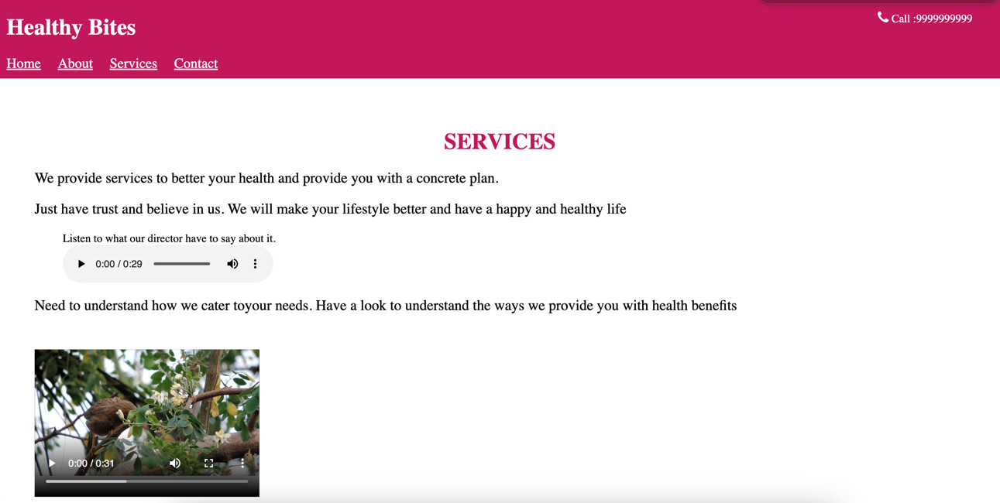 Healthy Bites
Call :9999999999
Home About Services Contact
SERVICES
We provide services to better your health and provide you with a concrete plan.
Just have trust and believe in us. We will make your lifestyle better and have a happy and healthy life
Listen to what our director have to say about it.
0:00 / 0:29
Need to understand how we cater toyour needs. Have a look to understand the ways we provide you with health benefits
0:00 / 0:31